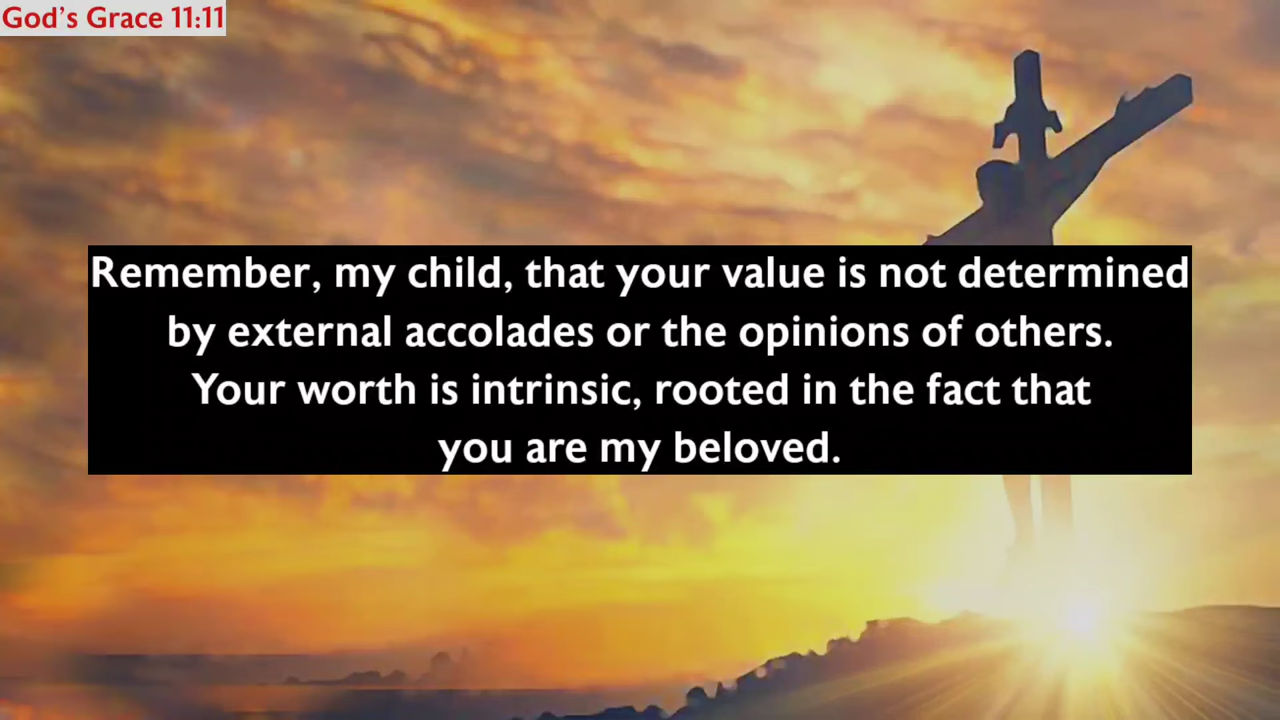 God’s Grace 11:11
Remember, my child, that your value is not determined
by external accolades or the opinions of others.
Your worth is intrinsic, rooted in the fact that
you are my beloved.